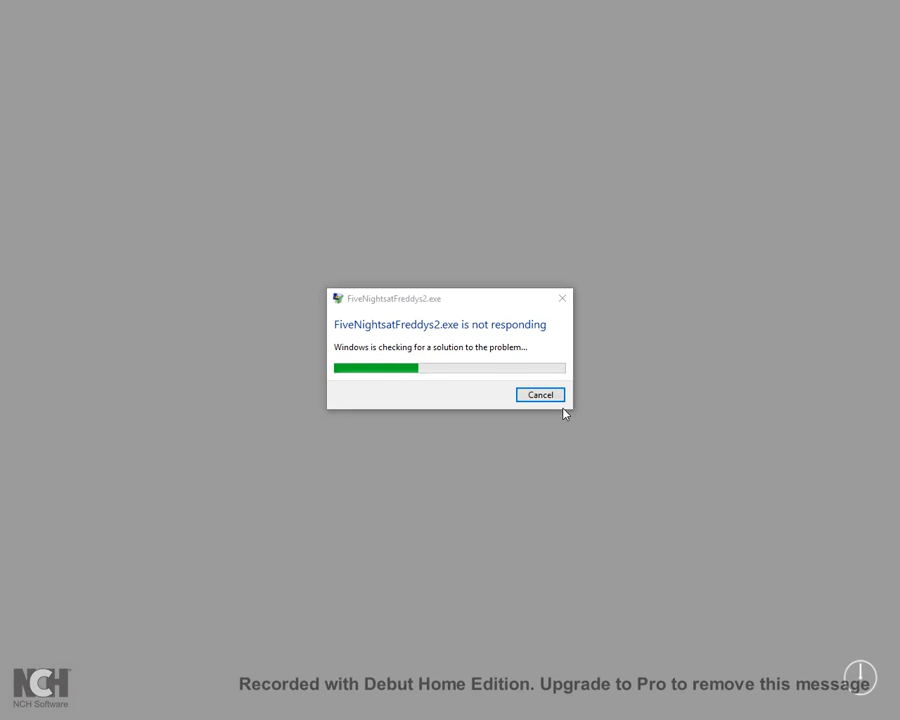 FiveNightsatFreddys2.exe
FiveNightsatFreddys2.exe is not responding
Windows is checking for a solution to the problem...
Cancel
NCH
NCH Software
Recorded with Debut Home Edition. Upgrade to Pro to remove this message